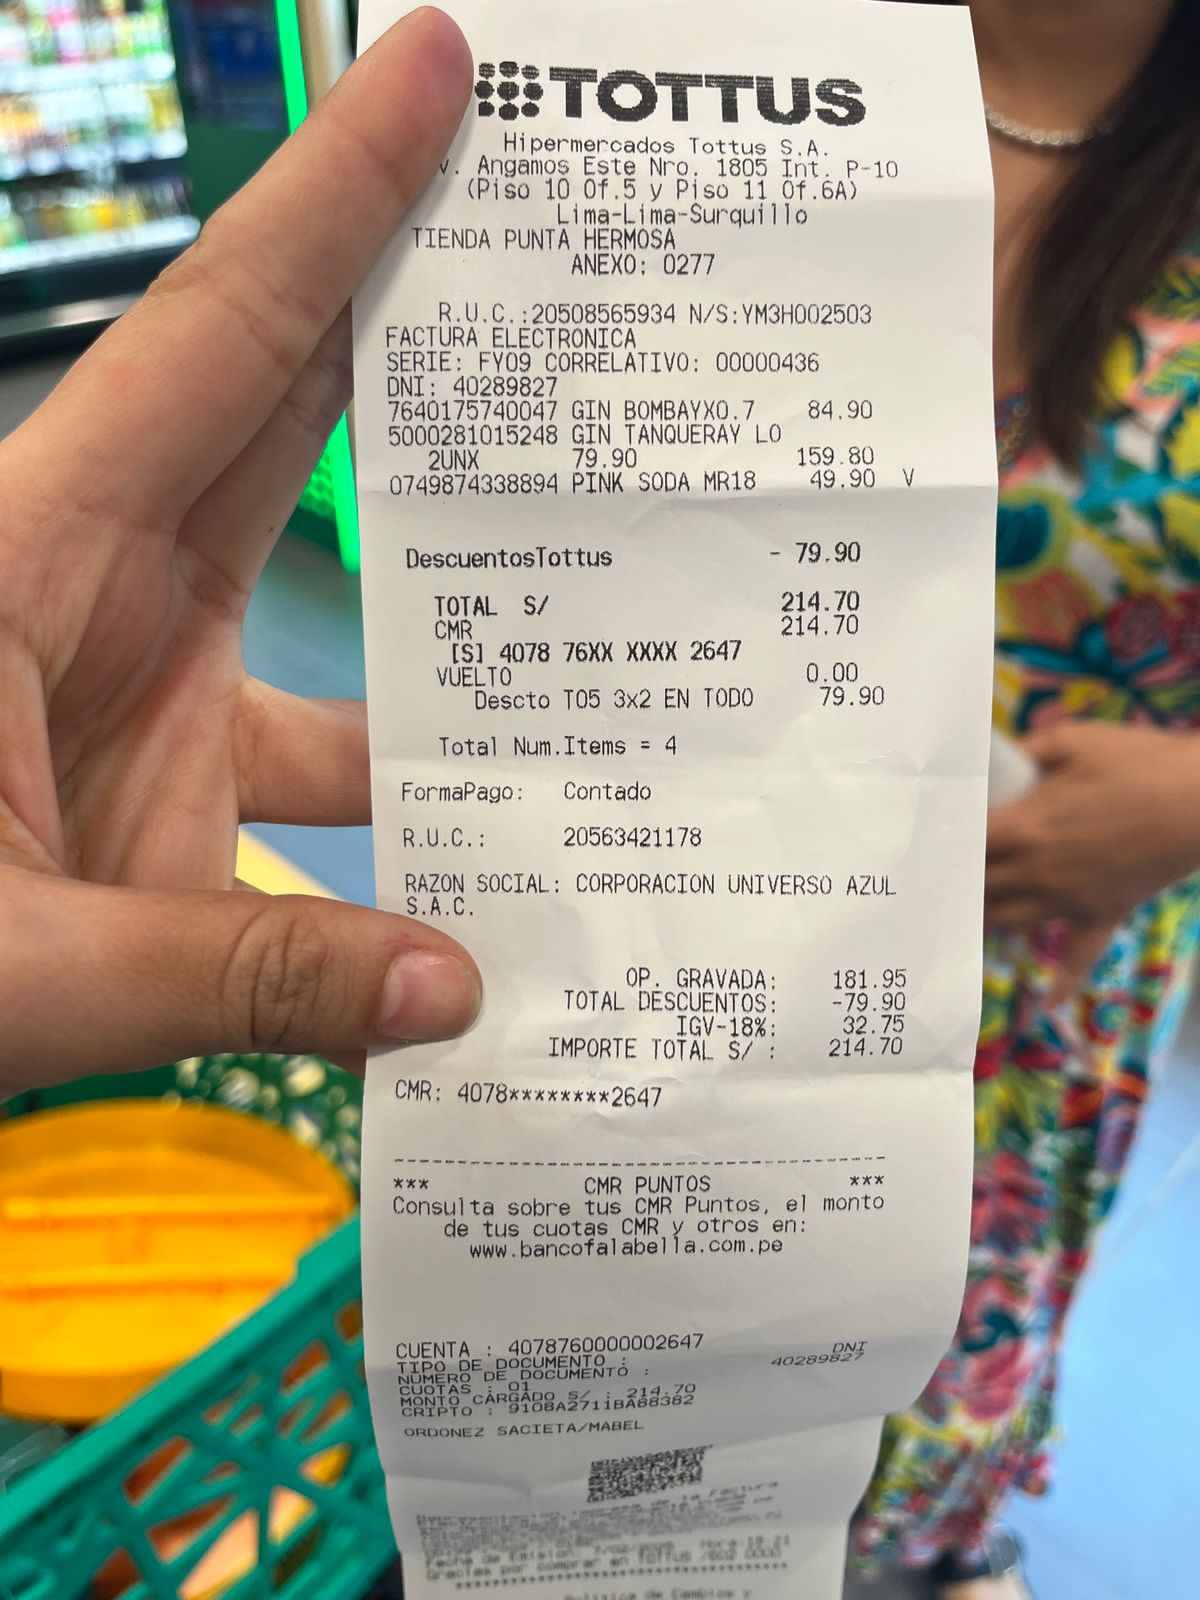 TOTTUS
Hipermercados Tottus S.A.
v. Angamos Este Nro. 1805 Int. P-10
(Piso 10 Of.5 y Piso 11 Of.6A)
Lima-Lima-Surquillo
TIENDA PUNTA HERMOSA
ANEXO: 0277
R.U.C.:20508565934 N/S:YM3H002503
FACTURA ELECTRONICA
SERIE: FY09 CORRELATIVO: 00000436
DNI: 40289827
7640175740047 GIN BOMBAYX0.7 84.90
5000281015248 GIN TANQUERAY LO
2UNX 79.90 159.80
0749874338894 PINK SODA MR18 49.90 V
DescuentosTottus - 79.90
TOTAL S/ 214.70
CMR 214.70
[S] 4078 76XX XXXX 2647
VUELTO 0.00
Descto T05 3x2 EN TODO 79.90
Total Num.Items = 4
FormaPago: Contado
R.U.C.: 20563421178
RAZON SOCIAL: CORPORACION UNIVERSO AZUL
S.A.C.
OP. GRAVADA: 181.95
TOTAL DESCUENTOS: -79.90
IGV-18%: 32.75
IMPORTE TOTAL S/ : 214.70
CMR: 4078********2647
*** CMR PUNTOS ***
Consulta sobre tus CMR Puntos, el monto
de tus cuotas CMR y otros en:
www.bancofalabella.com.pe
CUENTA : 4078760000002647
TIPO DE DOCUMENTO : DNI
NUMERO DE DOCUMENTO : 40289827
CUOTAS : 01
MONTO CARGADO S/ : 214.70
CRIPTO : 9108A2711BA88382
ORDONEZ SACIETA/MABEL
de la factura
Fecha de Emision
Gracias por comprar en Tottus
Politica de Cambios y